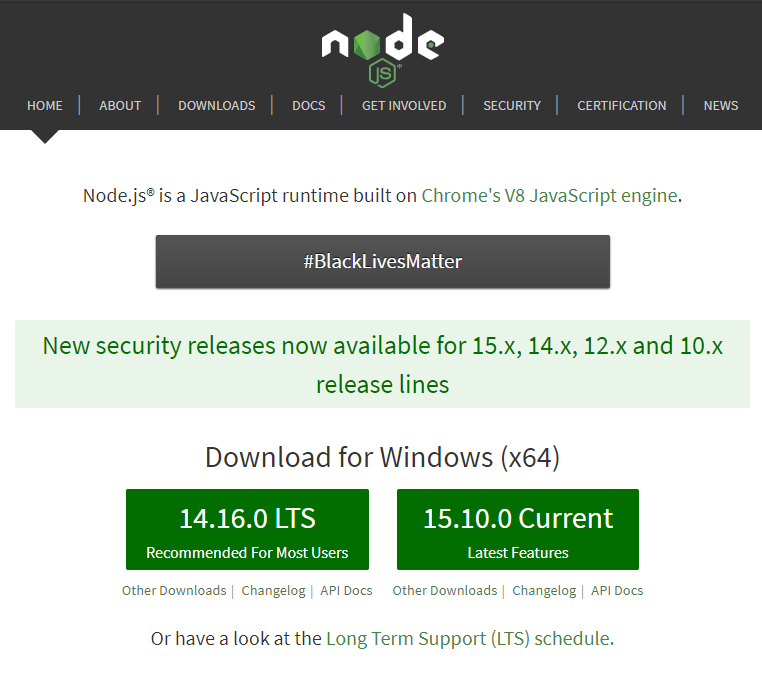 node
JS
HOME | ABOUT | DOWNLOADS | DOCS | GET INVOLVED | SECURITY | CERTIFICATION | NEWS
Node.js® is a JavaScript runtime built on Chrome's V8 JavaScript engine.
#BlackLivesMatter
New security releases now available for 15.x, 14.x, 12.x and 10.x
release lines
Download for Windows (x64)
14.16.0 LTS
Recommended For Most Users
15.10.0 Current
Latest Features
Other Downloads | Changelog | API Docs
Other Downloads | Changelog | API Docs
Or have a look at the Long Term Support (LTS) schedule.